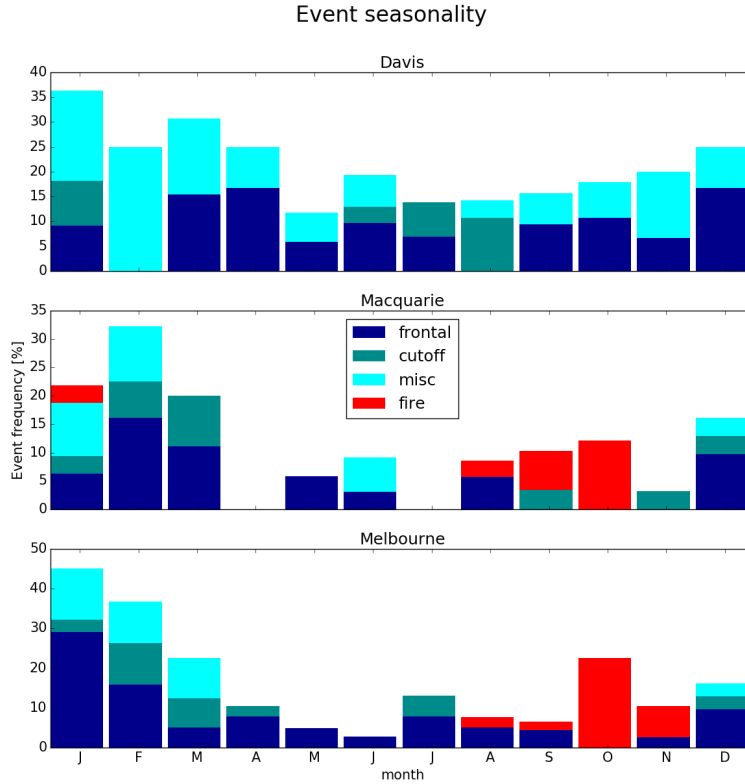 Event seasonality
Davis
40
35
30
25
20
15
10
5
0
Macquarie
35
30
25
20
15
10
5
0
Event frequency [%]
frontal
cutoff
misc
fire
Melbourne
50
40
30
20
10
0
J F M A M J J A S O N D
month